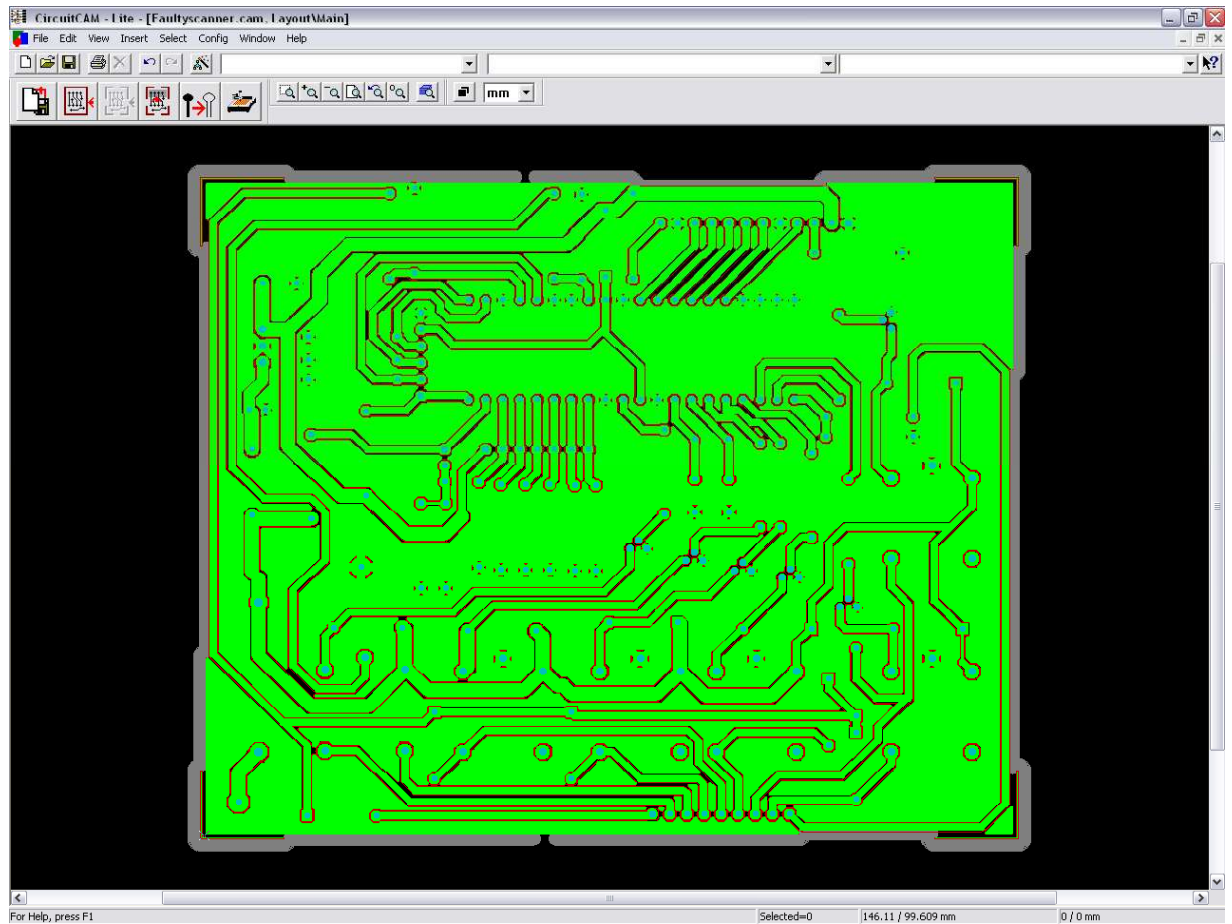 CircuitCAM - Lite - [Faultyscanner.cam, Layout\Main]
File Edit View Insert Select Config Window Help
mm
For Help, press F1 Selected=0 146.11 / 99.609 mm 0 / 0 mm